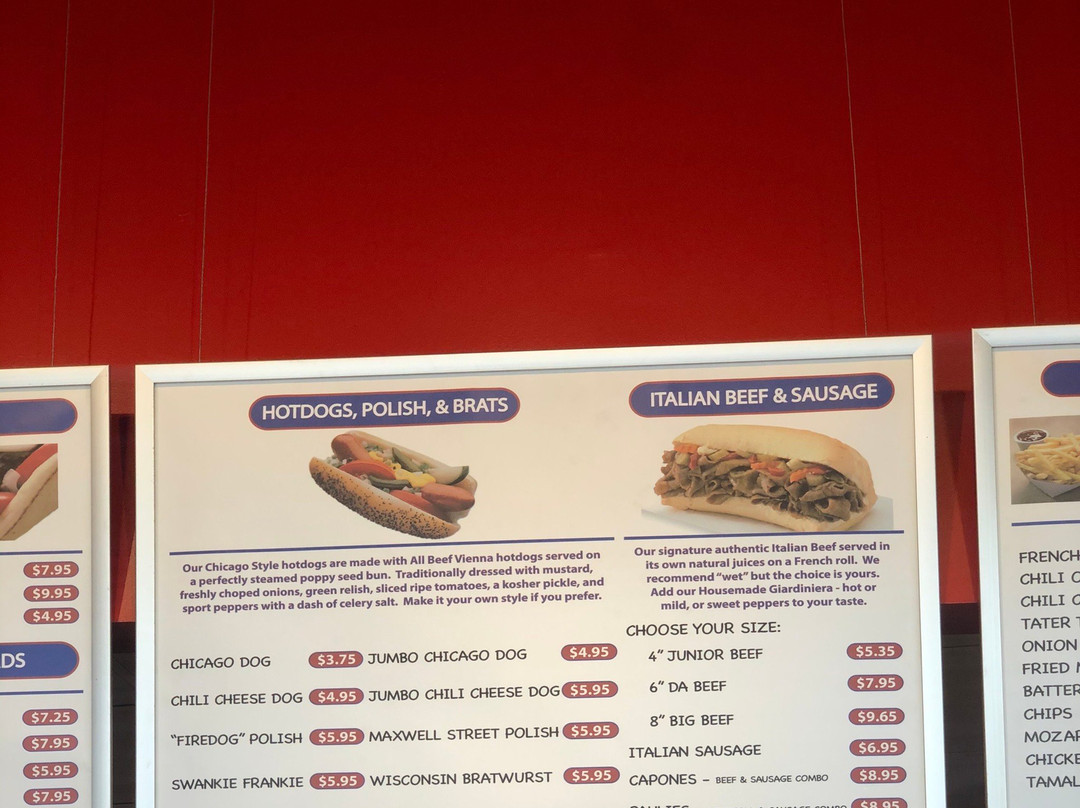 $7.95
$9.95
$4.95
DS
$7.25
$7.95
$5.95
$7.95
HOTDOGS, POLISH, & BRATS
Our Chicago Style hotdogs are made with All Beef Vienna hotdogs served on
a perfectly steamed poppy seed bun. Traditionally dressed with mustard,
freshly choped onions, green relish, sliced ripe tomatoes, a kosher pickle, and
sport peppers with a dash of celery salt. Make it your own style if you prefer.
CHICAGO DOG $3.75 JUMBO CHICAGO DOG $4.95
CHILI CHEESE DOG $4.95 JUMBO CHILI CHEESE DOG $5.95
"FIREDOG" POLISH $5.95 MAXWELL STREET POLISH $5.95
SWANKIE FRANKIE $5.95 WISCONSIN BRATWURST $5.95
ITALIAN BEEF & SAUSAGE
Our signature authentic Italian Beef served in
its own natural juices on a French roll. We
recommend "wet" but the choice is yours.
Add our Housemade Giardiniera - hot or
mild, or sweet peppers to your taste.
CHOOSE YOUR SIZE:
4" JUNIOR BEEF $5.35
6" DA BEEF $7.95
8" BIG BEEF $9.65
ITALIAN SAUSAGE $6.95
CAPONES – BEEF & SAUSAGE COMBO $8.95
$8.95
FRENCH
CHILI
CHILI
TATER
ONION
FRIED
BATTER
CHIPS
MOZAR
CHICKE
TAMAL